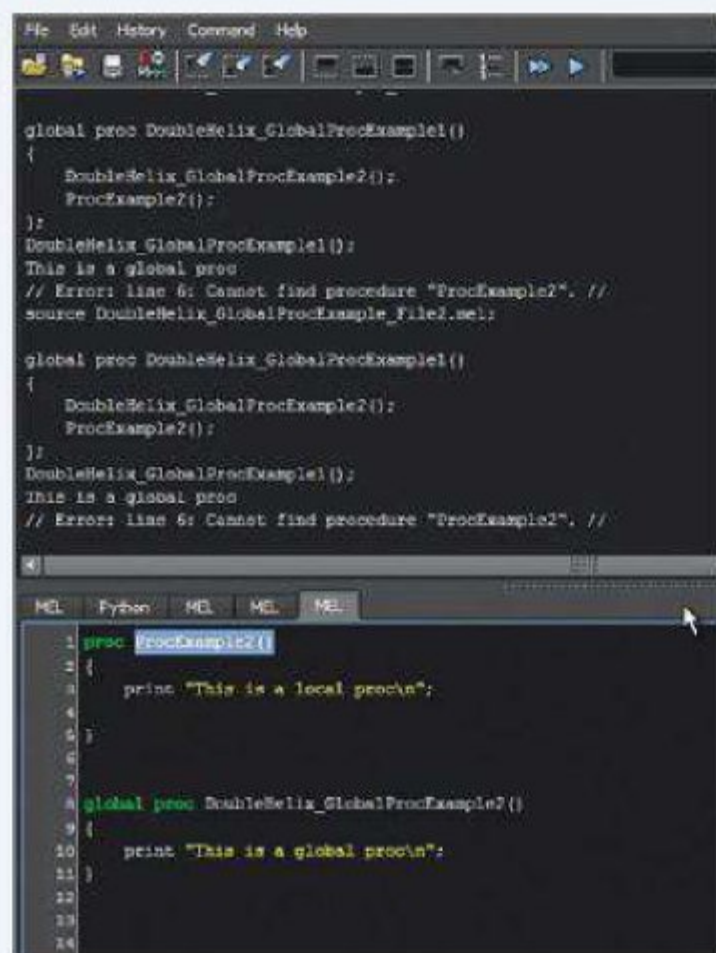 File Edit History Command Help
global proc DoubleHelix_GlobalProcExample1()
{
DoubleHelix_GlobalProcExample2();
ProcExample2();
};
DoubleHelix_GlobalProcExample1();
This is a global proc
// Error: line 6: Cannot find procedure "ProcExample2". //
source DoubleHelix_GlobalProcExample_File2.mel;
global proc DoubleHelix_GlobalProcExample1()
{
DoubleHelix_GlobalProcExample2();
ProcExample2();
};
DoubleHelix_GlobalProcExample1();
This is a global proc
// Error: line 6: Cannot find procedure "ProcExample2". //
MEL Python MEL MEL MEL
1 proc ProcExample2()
2 {
3 print "This is a local proc\n";
4
5 }
6
7
8 global proc DoubleHelix_GlobalProcExample2()
9 {
10 print "This is a global proc\n";
11 }
12
13
14